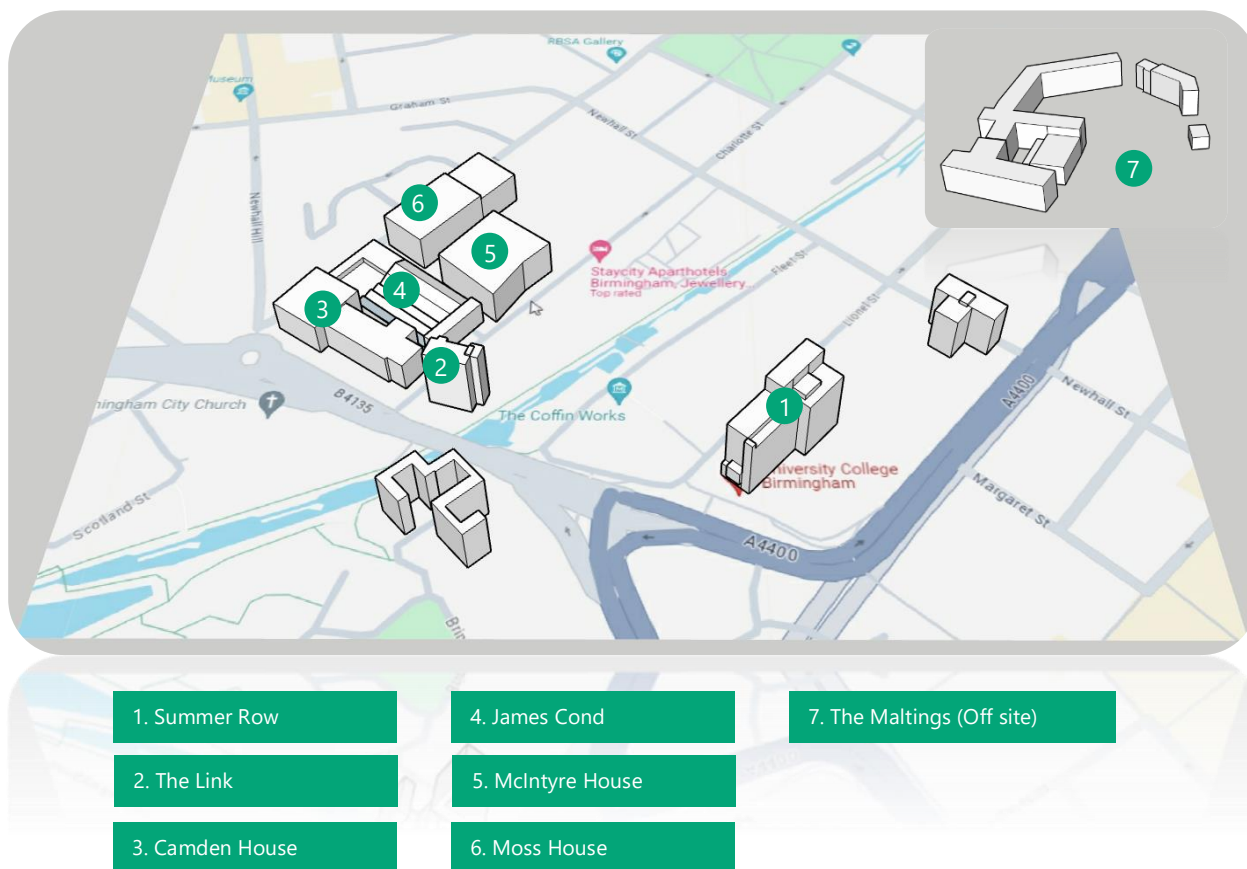 RBSA Gallery
Museum
Graham St
Newhall St
Charlotte St
Newhall Hill
6
5
4
3
2
1
7
Staycity Aparthotels
Birmingham, Jewellery...
Top rated
Fleet St
Lionel St
B4135
mingham City Church
The Coffin Works
University College
Birmingham
A4400
Newhall St
Margaret St
Scotland St
A4400
1. Summer Row
4. James Cond
7. The Maltings (Off site)
2. The Link
5. McIntyre House
3. Camden House
6. Moss House